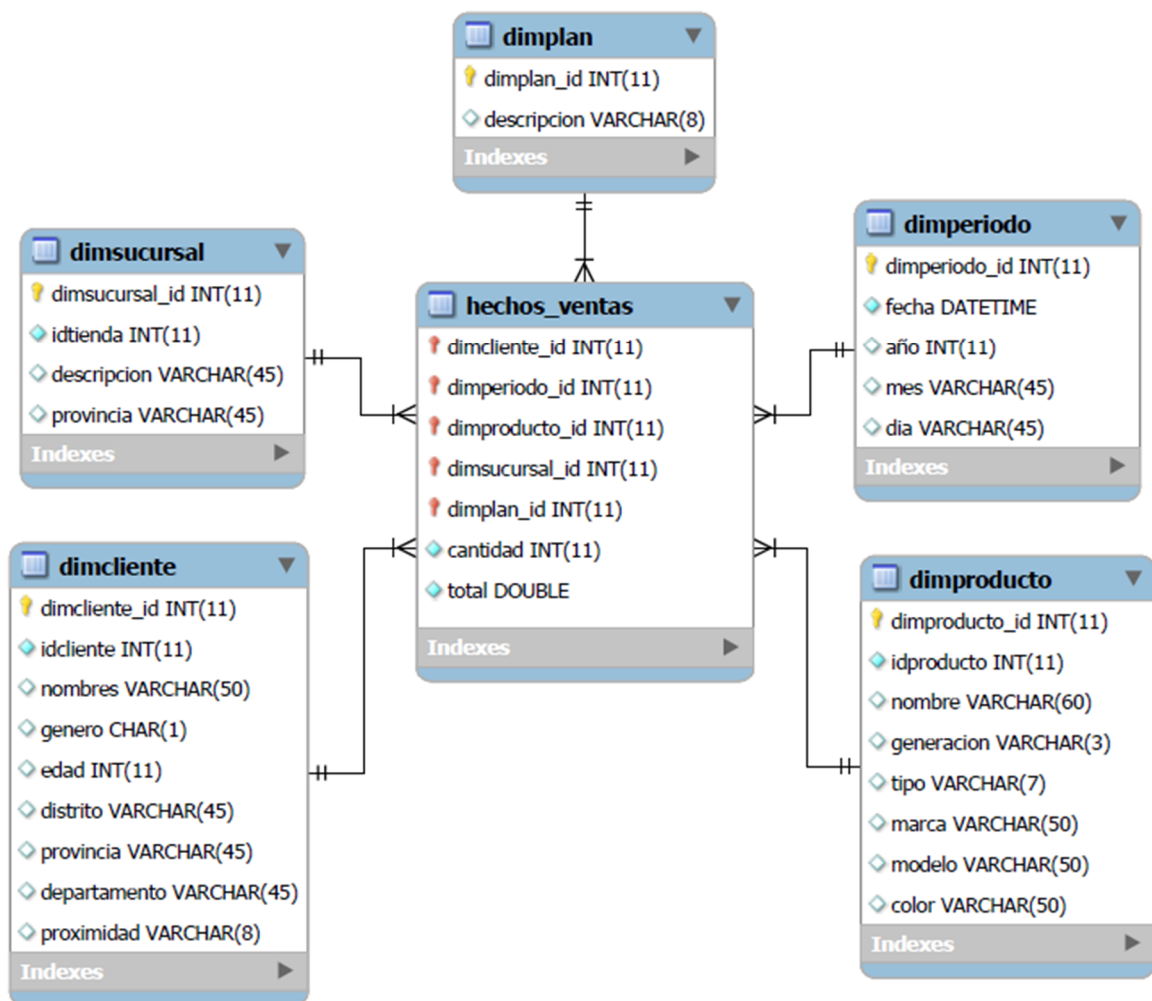 dimplan
dimplan_id INT(11)
descripcion VARCHAR(8)
Indexes
dimsucursal
dimsucursal_id INT(11)
idtienda INT(11)
descripcion VARCHAR(45)
provincia VARCHAR(45)
Indexes
hechos_ventas
dimcliente_id INT(11)
dimperiodo_id INT(11)
dimproducto_id INT(11)
dimsucursal_id INT(11)
dimplan_id INT(11)
cantidad INT(11)
total DOUBLE
Indexes
dimperiodo
dimperiodo_id INT(11)
fecha DATETIME
año INT(11)
mes VARCHAR(45)
dia VARCHAR(45)
Indexes
dimcliente
dimcliente_id INT(11)
idcliente INT(11)
nombres VARCHAR(50)
genero CHAR(1)
edad INT(11)
distrito VARCHAR(45)
provincia VARCHAR(45)
departamento VARCHAR(45)
proximidad VARCHAR(8)
Indexes
dimproducto
dimproducto_id INT(11)
idproducto INT(11)
nombre VARCHAR(60)
generacion VARCHAR(3)
tipo VARCHAR(7)
marca VARCHAR(50)
modelo VARCHAR(50)
color VARCHAR(50)
Indexes